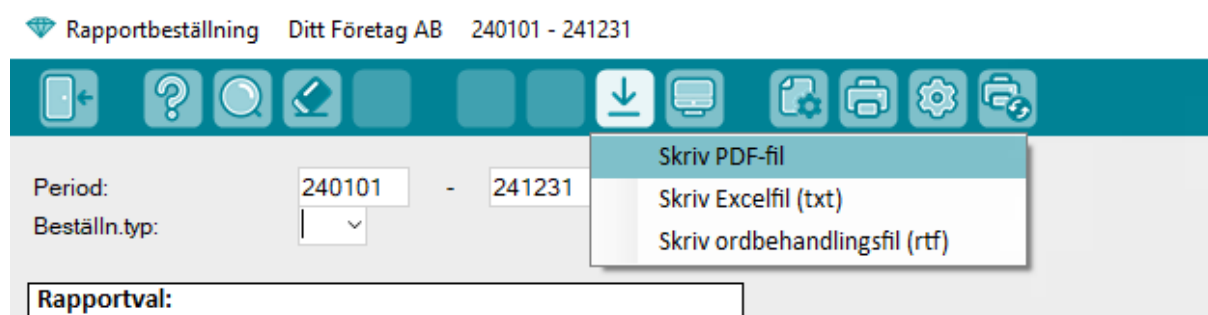 Rapportbeställning Ditt Företag AB 240101 - 241231
Skriv PDF-fil
Period: 240101 - 241231
Skriv Excelfil (txt)
Beställn.typ:
Skriv ordbehandlingsfil (rtf)
Rapportval: